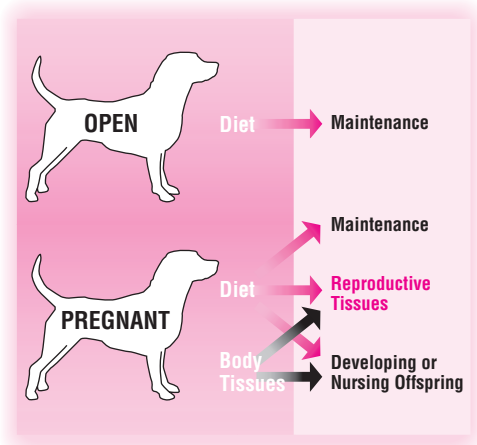 OPEN
Diet
Maintenance
Maintenance
Diet
Reproductive
Tissues
PREGNANT
Body
Tissues
Developing or
Nursing Offspring